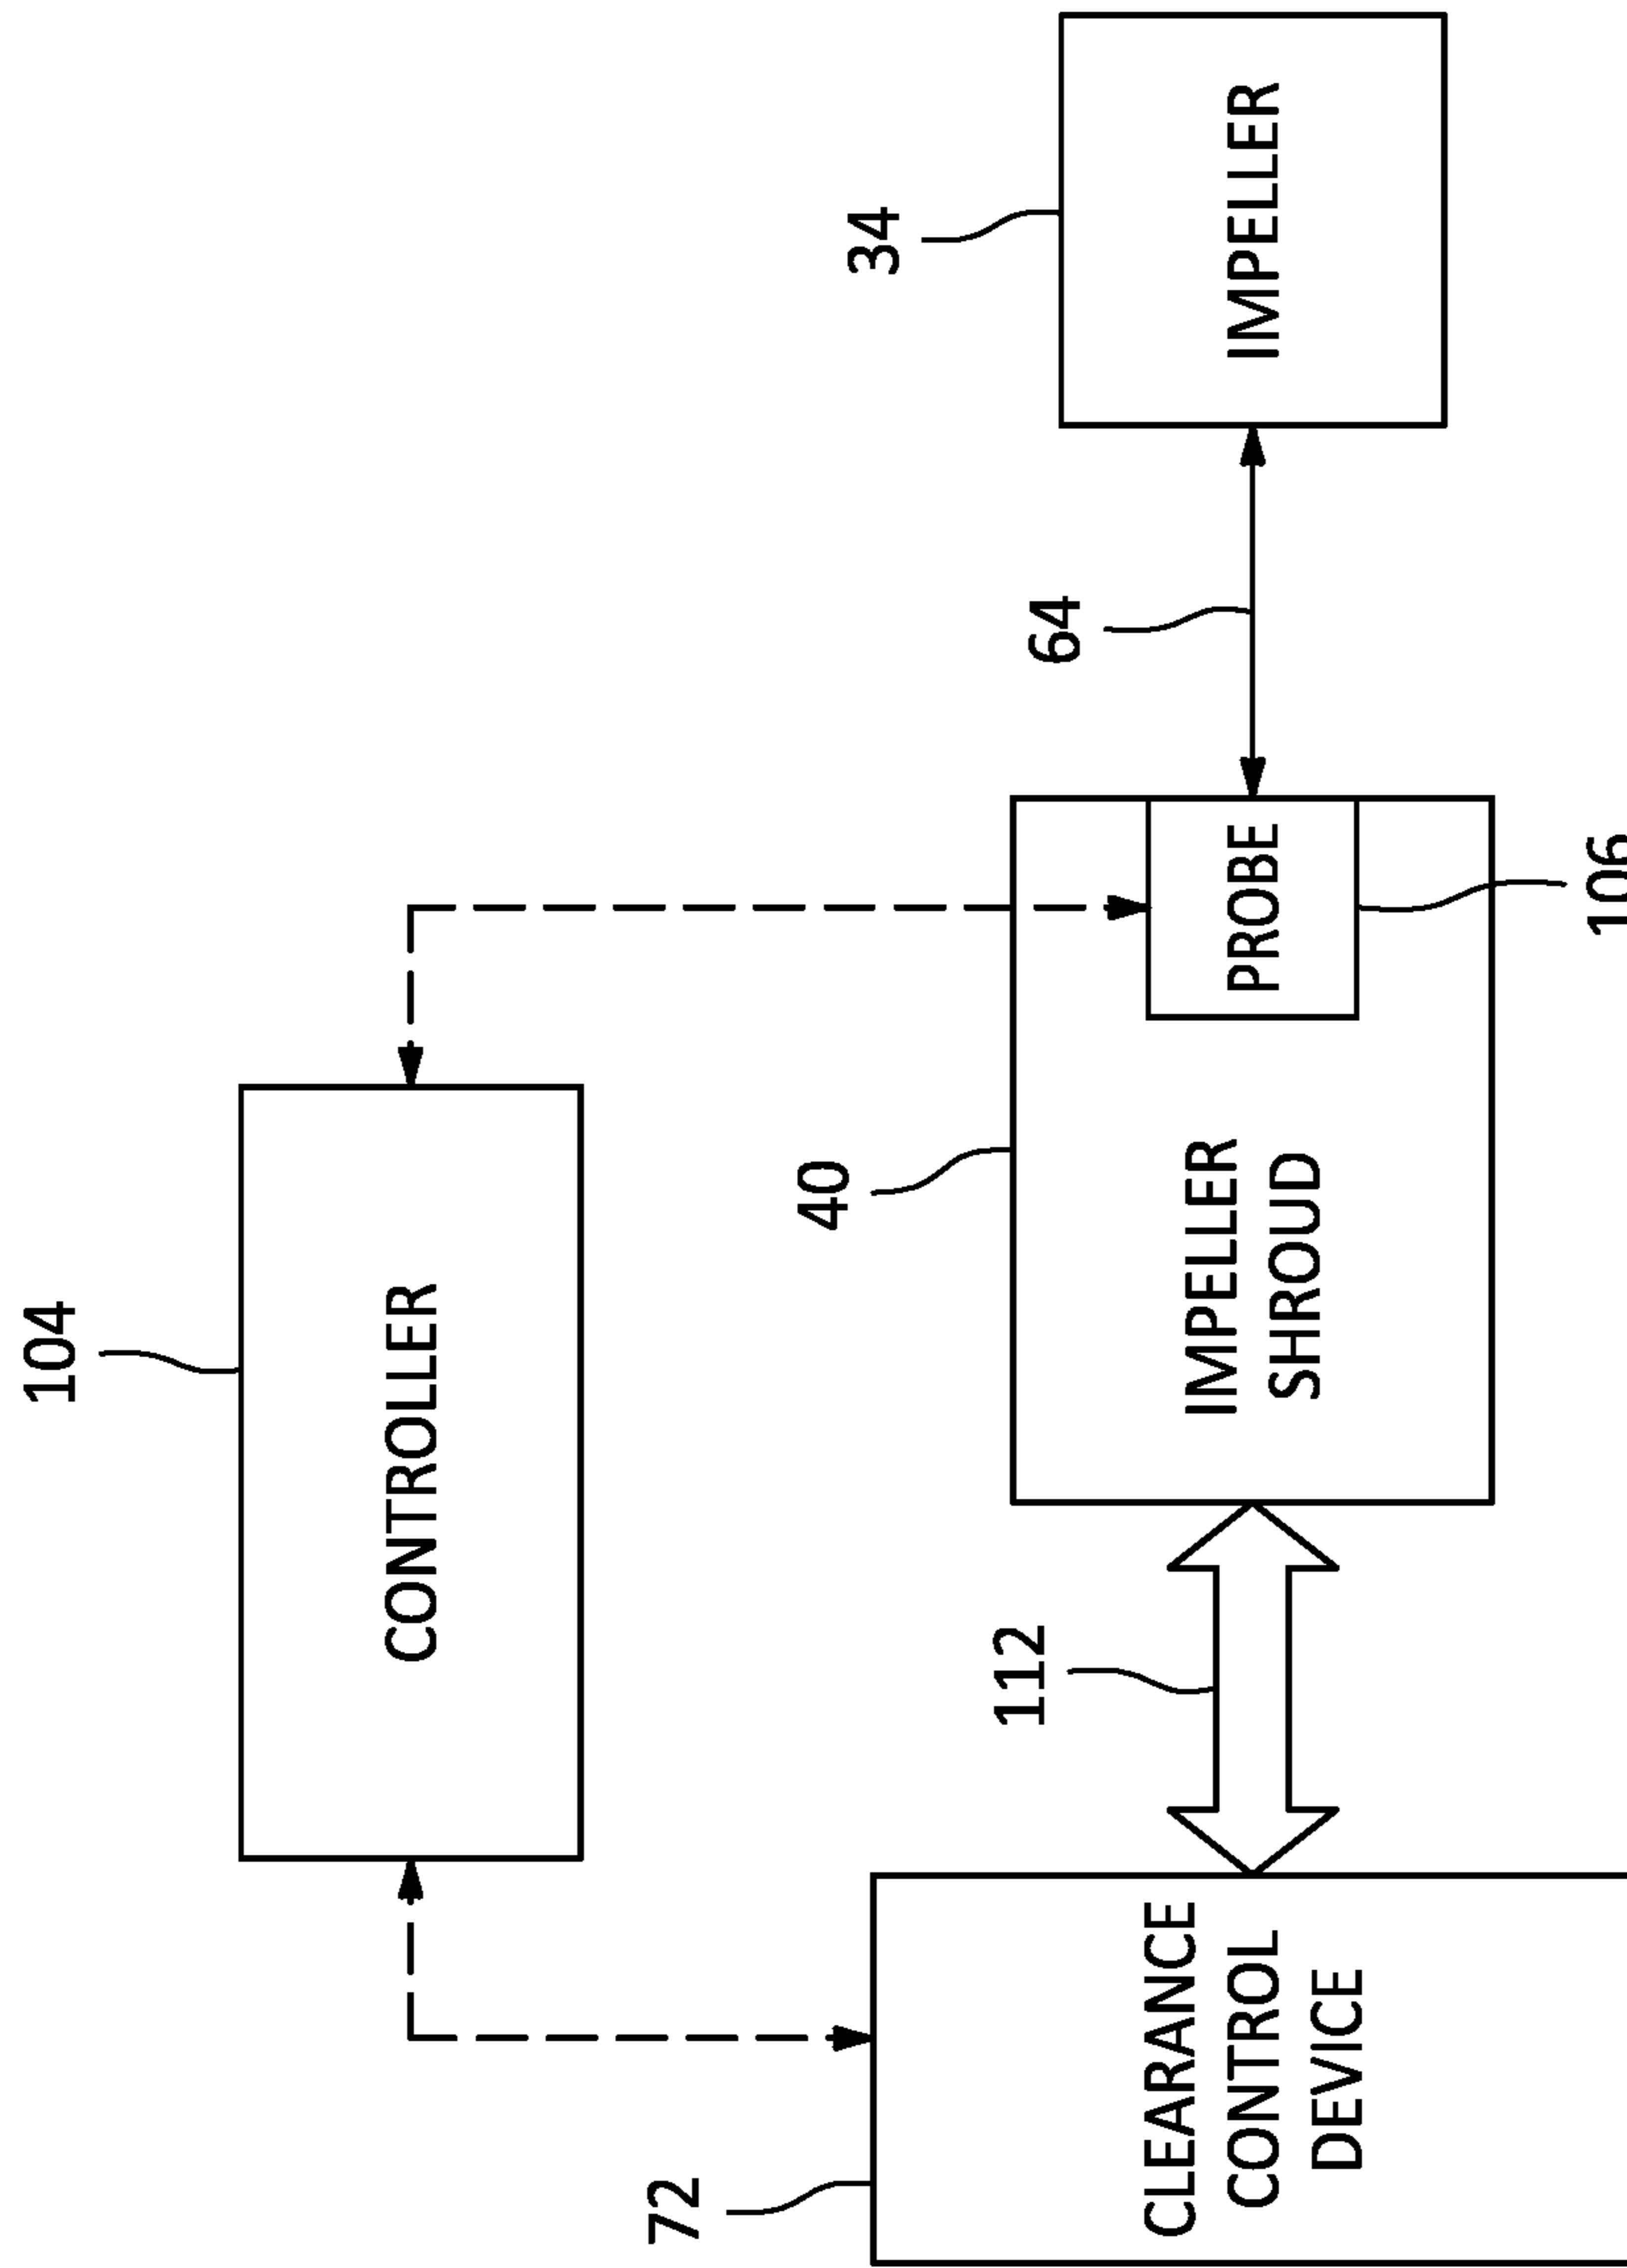 104
CONTROLLER
72
CLEARANCE
CONTROL
DEVICE
112
40
IMPELLER
SHROUD
PROBE
106
64
34
IMPELLER